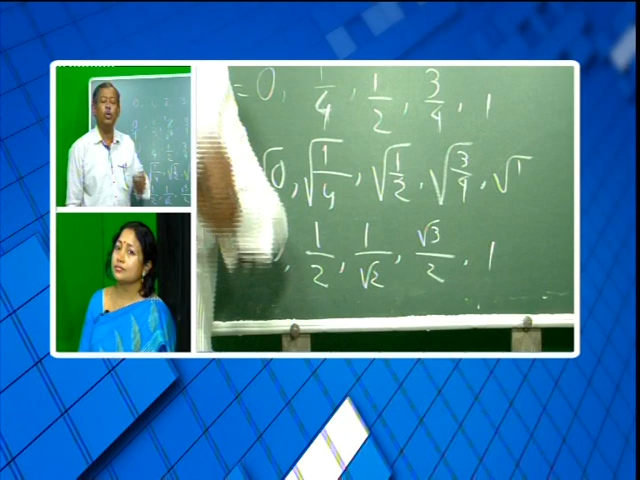 = 0, 1/4, 1/2, 3/4, 1
√0, √1/4, √1/2, √3/4, √1
, 1/2, 1/√2, √3/2, 1